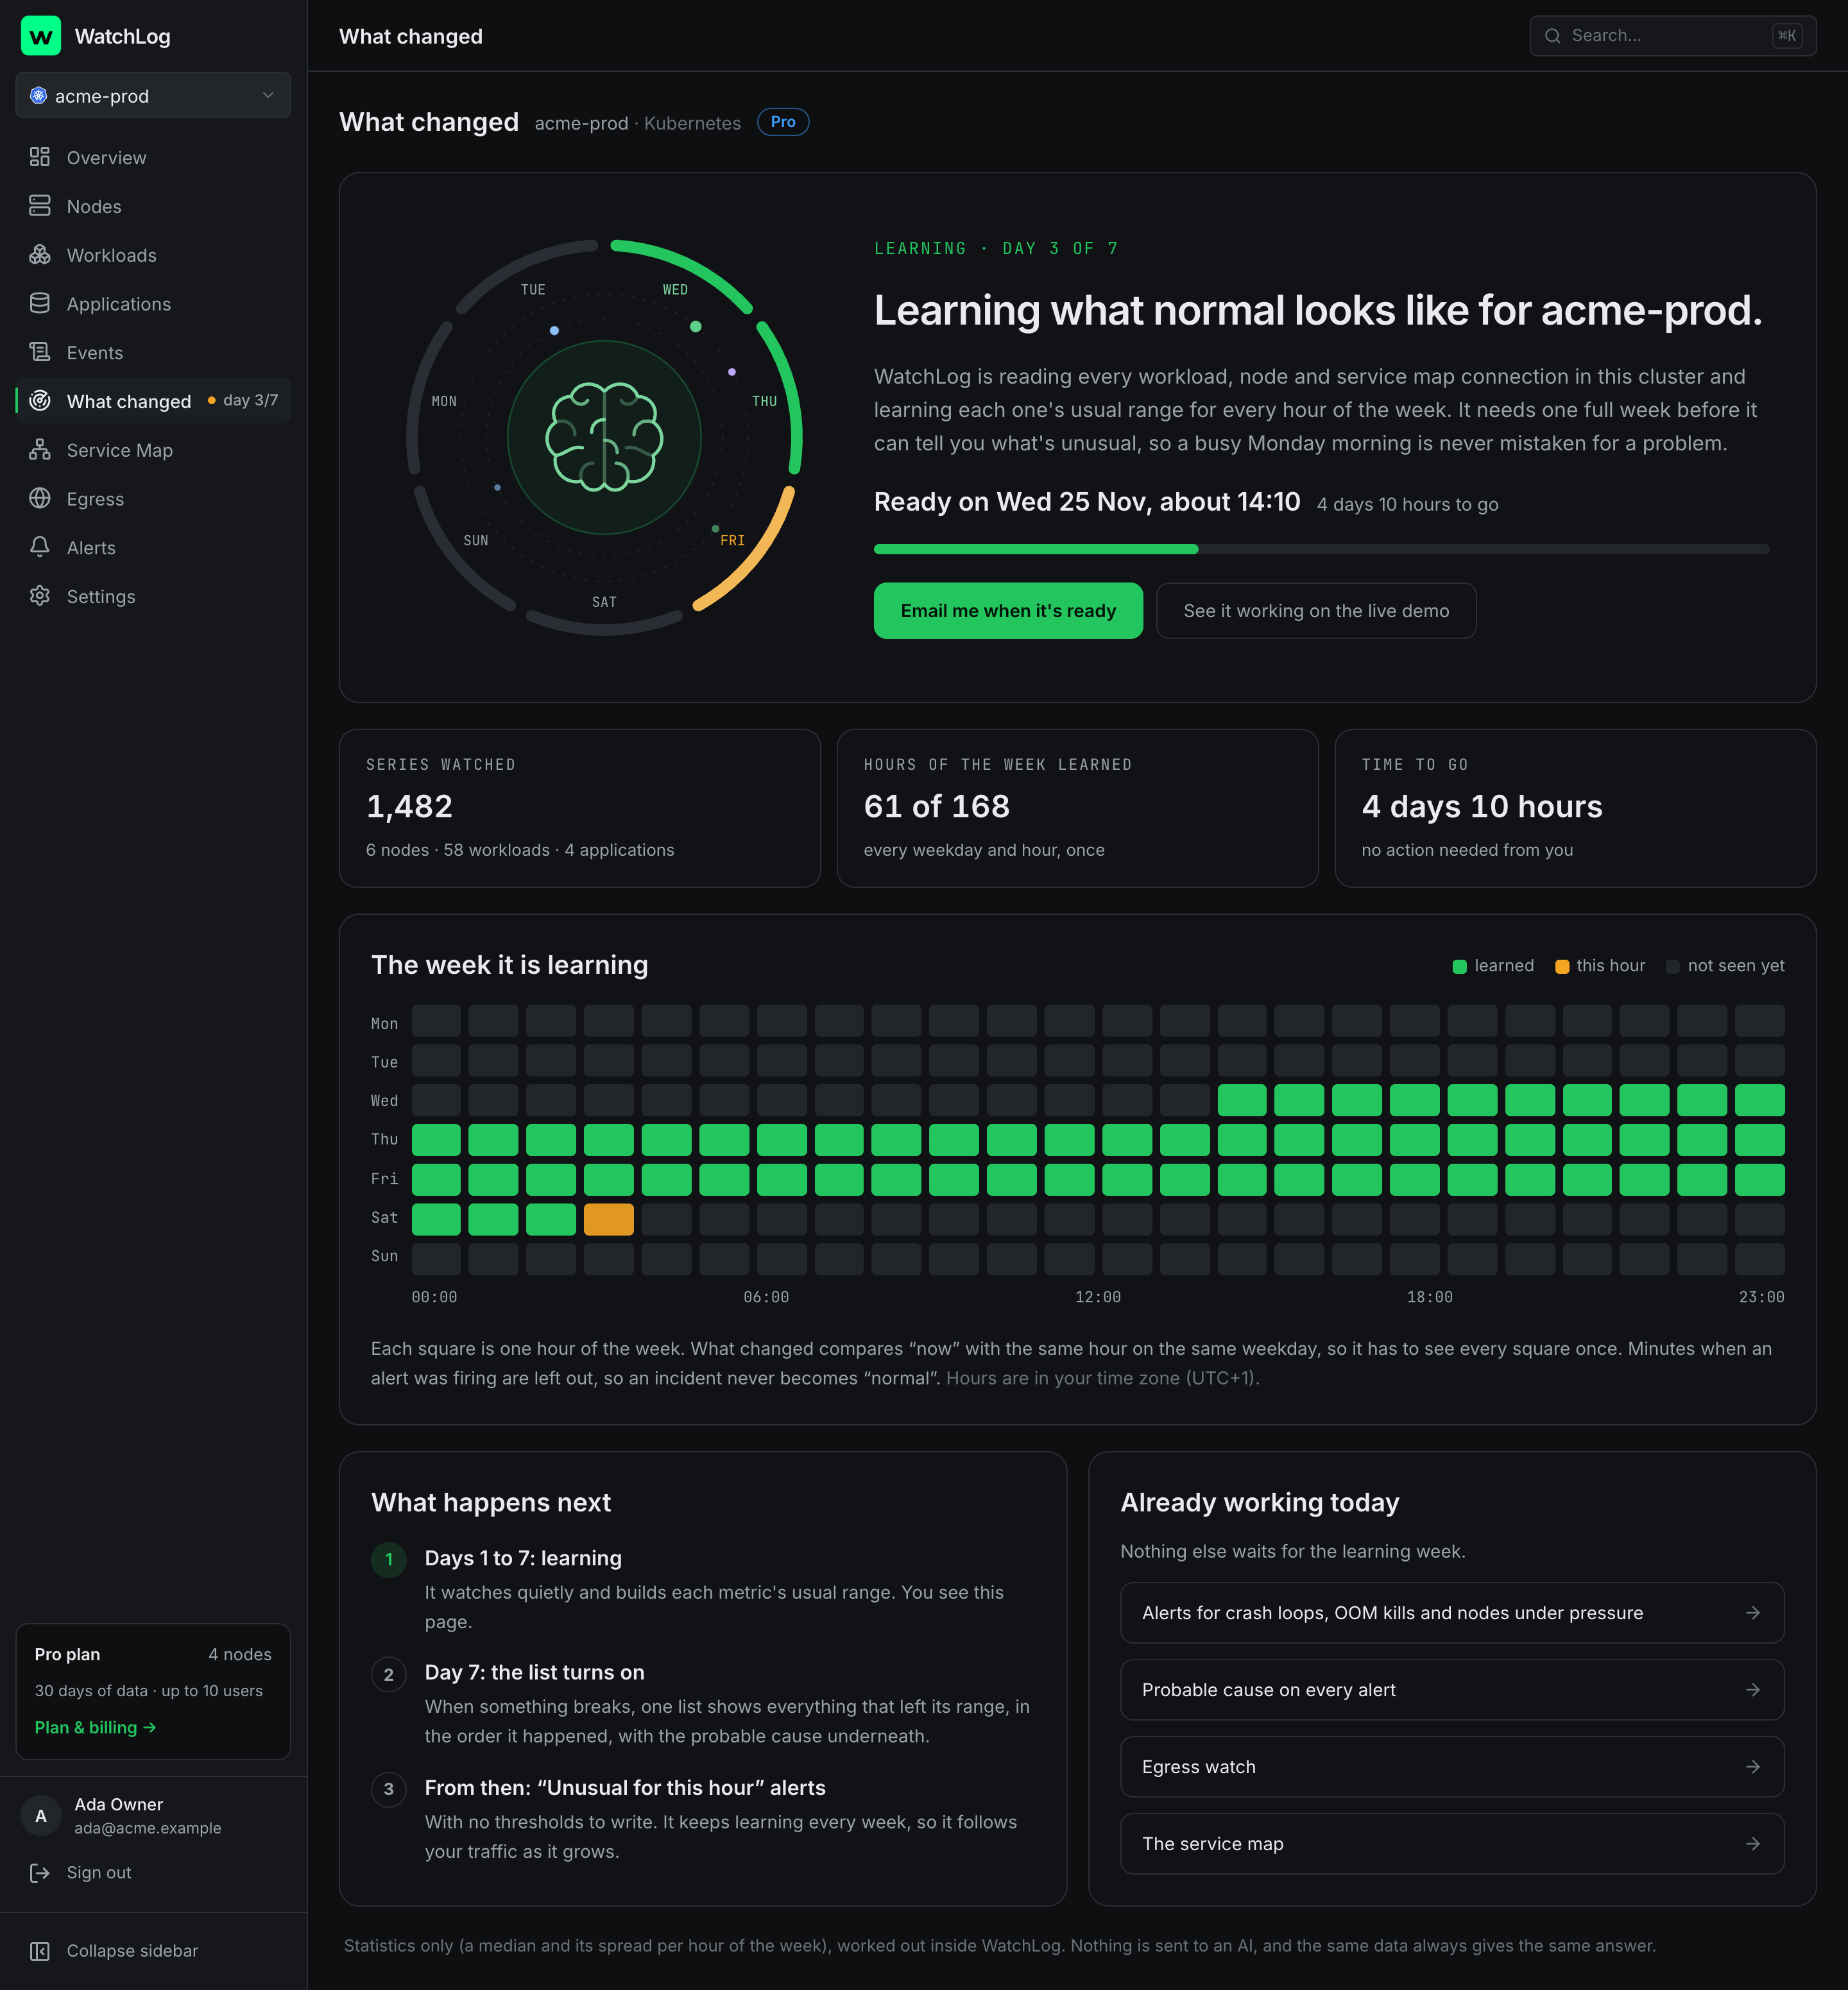 W WatchLog
What changed
Search... ⌘K
acme-prod
Overview
Nodes
Workloads
Applications
Events
What changed day 3/7
Service Map
Egress
Alerts
Settings
Pro plan 4 nodes
30 days of data · up to 10 users
Plan & billing →
A Ada Owner
ada@acme.example
Sign out
Collapse sidebar
What changed acme-prod · Kubernetes Pro
TUE WED
MON THU
SUN FRI
SAT
LEARNING · DAY 3 OF 7
Learning what normal looks like for acme-prod.
WatchLog is reading every workload, node and service map connection in this cluster and
learning each one's usual range for every hour of the week. It needs one full week before it
can tell you what's unusual, so a busy Monday morning is never mistaken for a problem.
Ready on Wed 25 Nov, about 14:10 4 days 10 hours to go
Email me when it's ready See it working on the live demo
SERIES WATCHED
1,482
6 nodes · 58 workloads · 4 applications
HOURS OF THE WEEK LEARNED
61 of 168
every weekday and hour, once
TIME TO GO
4 days 10 hours
no action needed from you
The week it is learning
learned this hour not seen yet
Mon
Tue
Wed
Thu
Fri
Sat
Sun
00:00 06:00 12:00 18:00 23:00
Each square is one hour of the week. What changed compares “now” with the same hour on the same weekday, so it has to see every square once. Minutes when an
alert was firing are left out, so an incident never becomes “normal”. Hours are in your time zone (UTC+1).
What happens next
1 Days 1 to 7: learning
It watches quietly and builds each metric's usual range. You see this
page.
2 Day 7: the list turns on
When something breaks, one list shows everything that left its range, in
the order it happened, with the probable cause underneath.
3 From then: “Unusual for this hour” alerts
With no thresholds to write. It keeps learning every week, so it follows
your traffic as it grows.
Already working today
Nothing else waits for the learning week.
Alerts for crash loops, OOM kills and nodes under pressure →
Probable cause on every alert →
Egress watch →
The service map →
Statistics only (a median and its spread per hour of the week), worked out inside WatchLog. Nothing is sent to an AI, and the same data always gives the same answer.